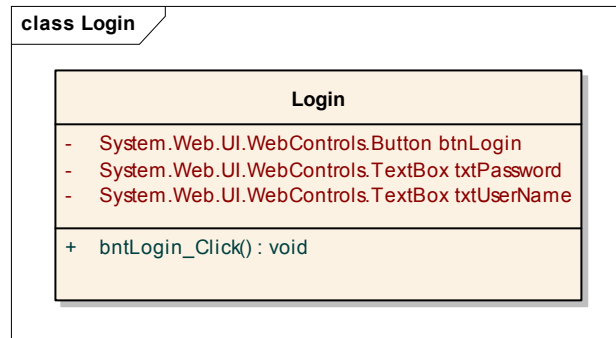 class Login
Login
- System.Web.UI.WebControls.Button btnLogin
- System.Web.UI.WebControls.TextBox txtPassword
- System.Web.UI.WebControls.TextBox txtUserName
+ bntLogin_Click() : void